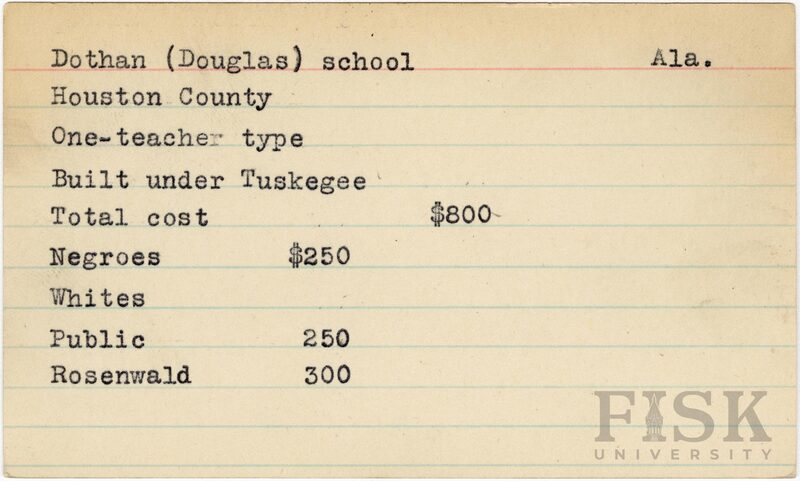 Dothan (Douglas) school Ala.
Houston County
One-teacher type
Built under Tuskegee
Total cost $800
Negroes $250
Whites
Public 250
Rosenwald 300
FISK
UNIVERSITY